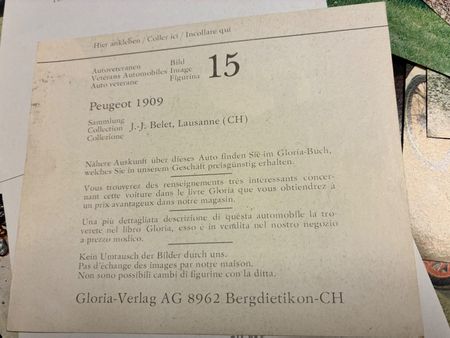 Hier ankleben / Coller ici / Incollare qui
Autoveteranen Bild
Vétérans Automobiles Image 15
Auto veterane Figurina
Peugeot 1909
Sammlung
Collection J.-J. Belet, Lausanne (CH)
Collezione
Nähere Auskunft über dieses Auto finden Sie im Gloria-Buch,
welches Sie in unserem Geschäft preisgünstig erhalten.
Vous trouverez des renseignements très intéressants concer-
nant cette voiture dans le livre Gloria que vous obtiendrez à
un prix avantageux dans notre magasin.
Una più dettagliata descrizione di questa automobile la tro-
verete nel libro Gloria, esso è in vendita nel nostro negozio
a prezzo modico.
Kein Umtausch der Bilder durch uns.
Pas d'échange des images par notre maison.
Non sono possibili cambi di figurine con la ditta.
Gloria-Verlag AG 8962 Bergdietikon-CH